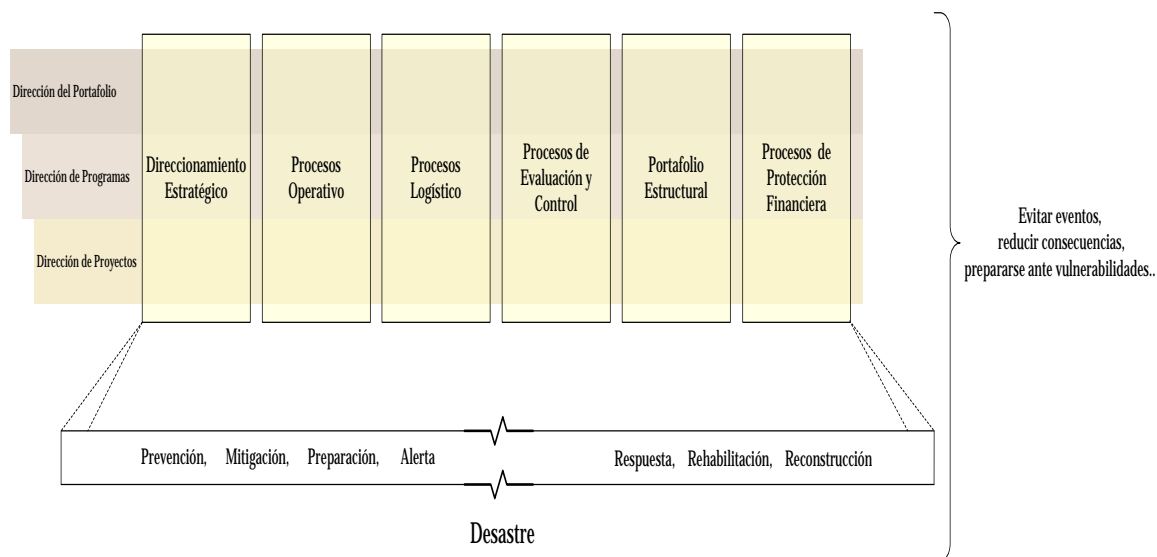 Dirección del Portafolio
Dirección de Programas
Dirección de Proyectos
Direccionamiento
Estratégico
Procesos
Operativo
Procesos
Logístico
Procesos de
Evaluación y
Control
Portafolio
Estructural
Procesos de
Protección
Financiera
Evitar eventos,
reducir consecuencias,
prepararse ante vulnerabilidades..
Prevención, Mitigación, Preparación, Alerta
Respuesta, Rehabilitación, Reconstrucción
Desastre